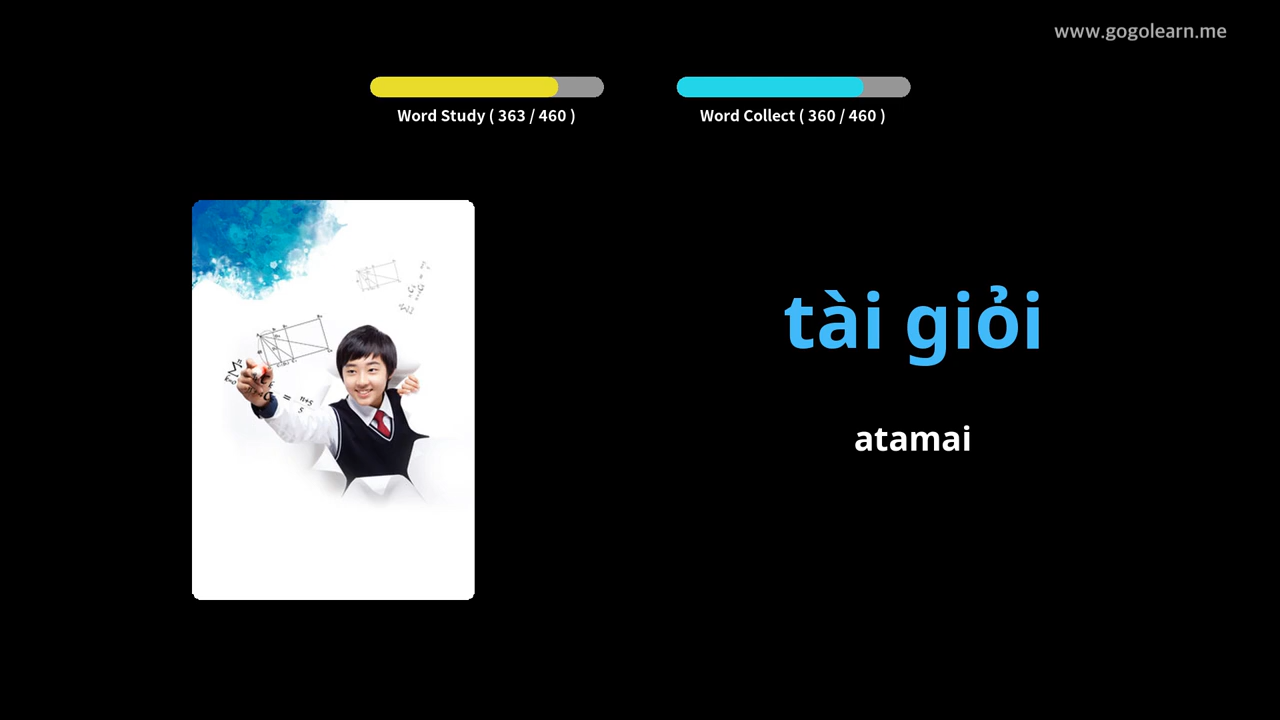 www.gogolearn.me
Word Study ( 363 / 460 )
Word Collect ( 360 / 460 )
tài giỏi
atamai